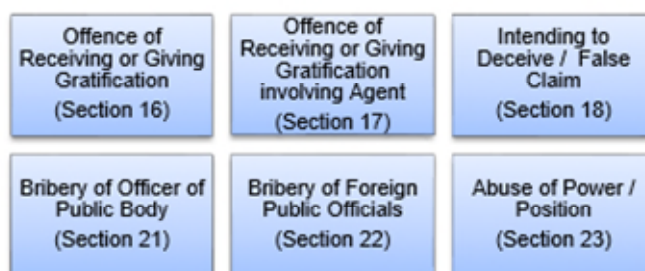 Offence of
Receiving or Giving
Gratification
(Section 16)
Offence of
Receiving or Giving
Gratification
involving Agent
(Section 17)
Intending to
Deceive / False
Claim
(Section 18)
Bribery of Officer of
Public Body
(Section 21)
Bribery of Foreign
Public Officials
(Section 22)
Abuse of Power /
Position
(Section 23)